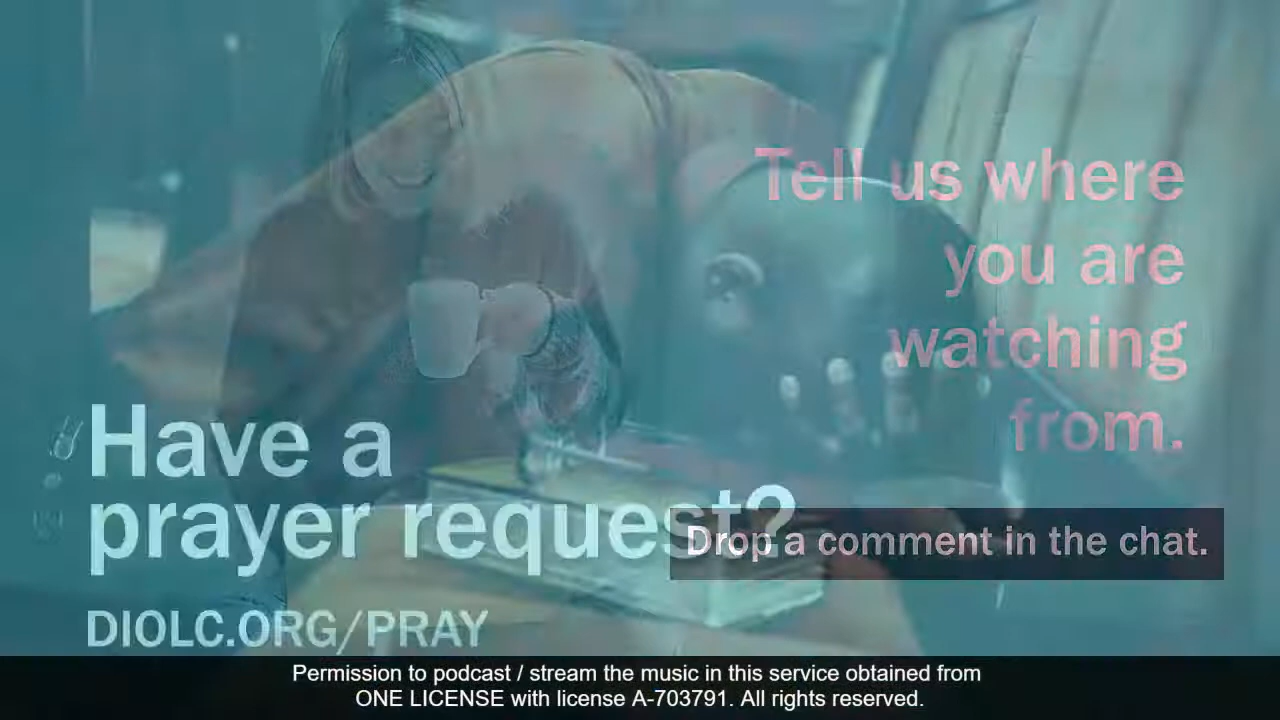 Tell us where
you are
watching
from.
Have a
prayer request?
Drop a comment in the chat.
DIOLC.ORG/PRAY
Permission to podcast / stream the music in this service obtained from
ONE LICENSE with license A-703791. All rights reserved.